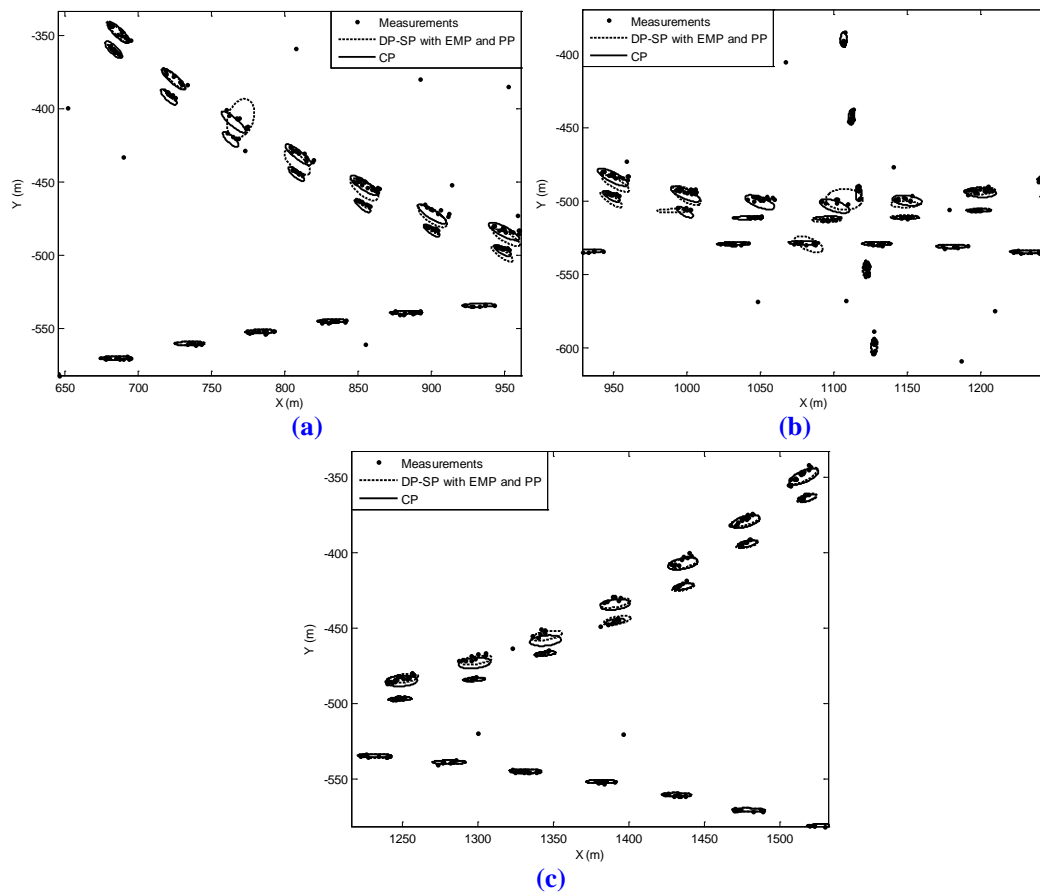 Measurements
DP-SP with EMP and PP
CP
-350
-400
-450
-500
-550
Y (m)
650 700 750 800 850 900 950
X (m)
(a)
Measurements
DP-SP with EMP and PP
CP
-400
-450
-500
-550
-600
Y (m)
950 1000 1050 1100 1150 1200
X (m)
(b)
Measurements
DP-SP with EMP and PP
CP
-350
-400
-450
-500
-550
Y (m)
1250 1300 1350 1400 1450 1500
X (m)
(c)